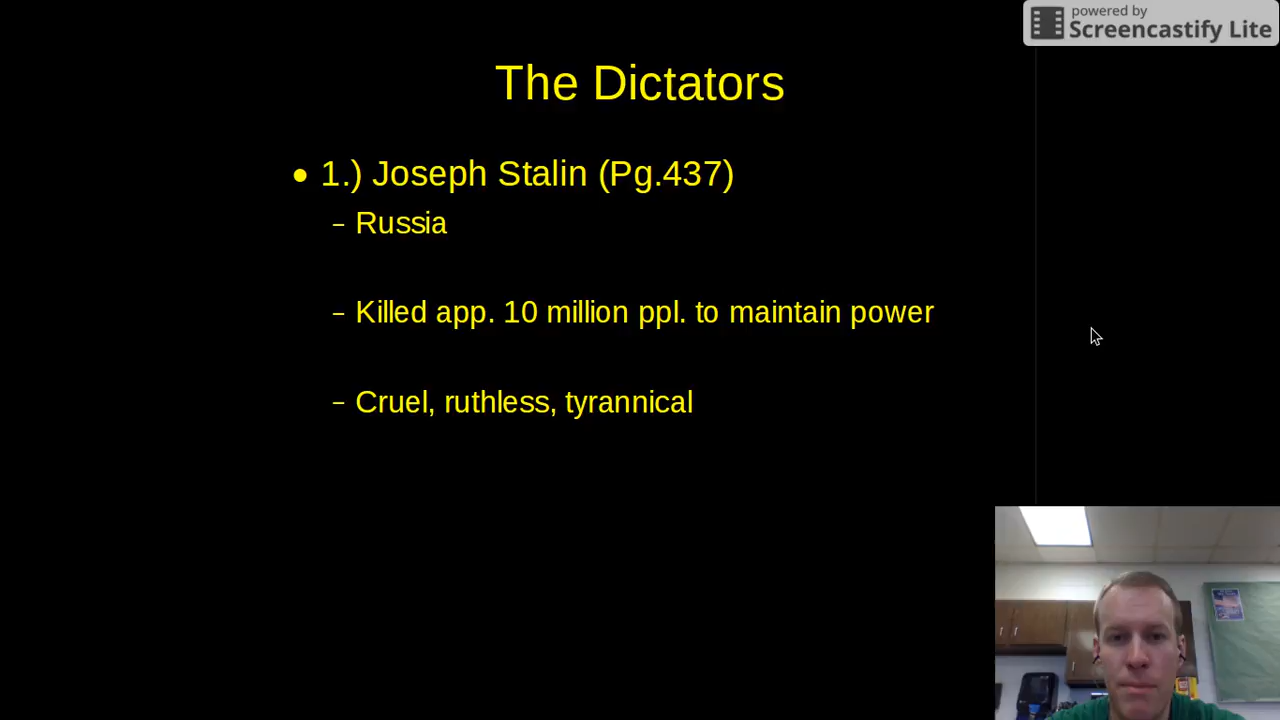 powered by
Screencastify Lite
The Dictators
• 1.) Joseph Stalin (Pg.437)
– Russia
– Killed app. 10 million ppl. to maintain power
– Cruel, ruthless, tyrannical